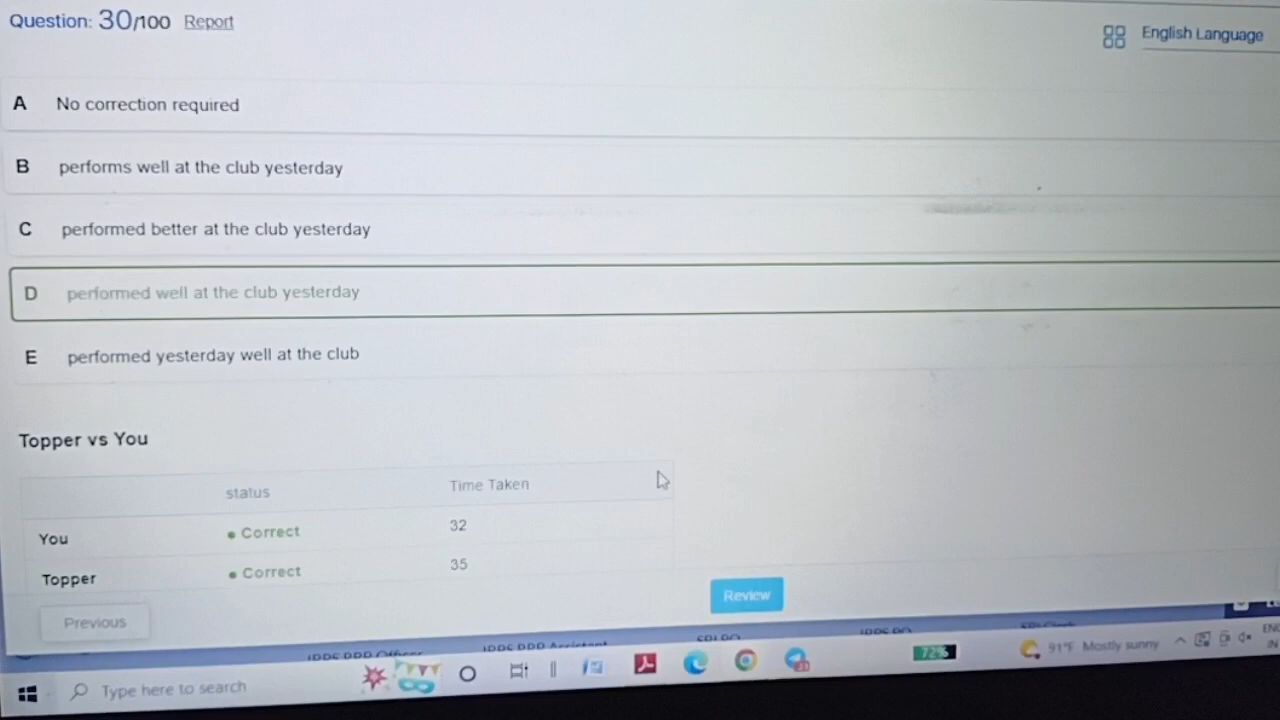 Question: 30/100 Report
English Language
A No correction required
B performs well at the club yesterday
C performed better at the club yesterday
D performed well at the club yesterday
E performed yesterday well at the club
Topper vs You
status Time Taken
You Correct 32
Topper Correct 35
Previous
Review
72%
91°F Mostly sunny
Type here to search